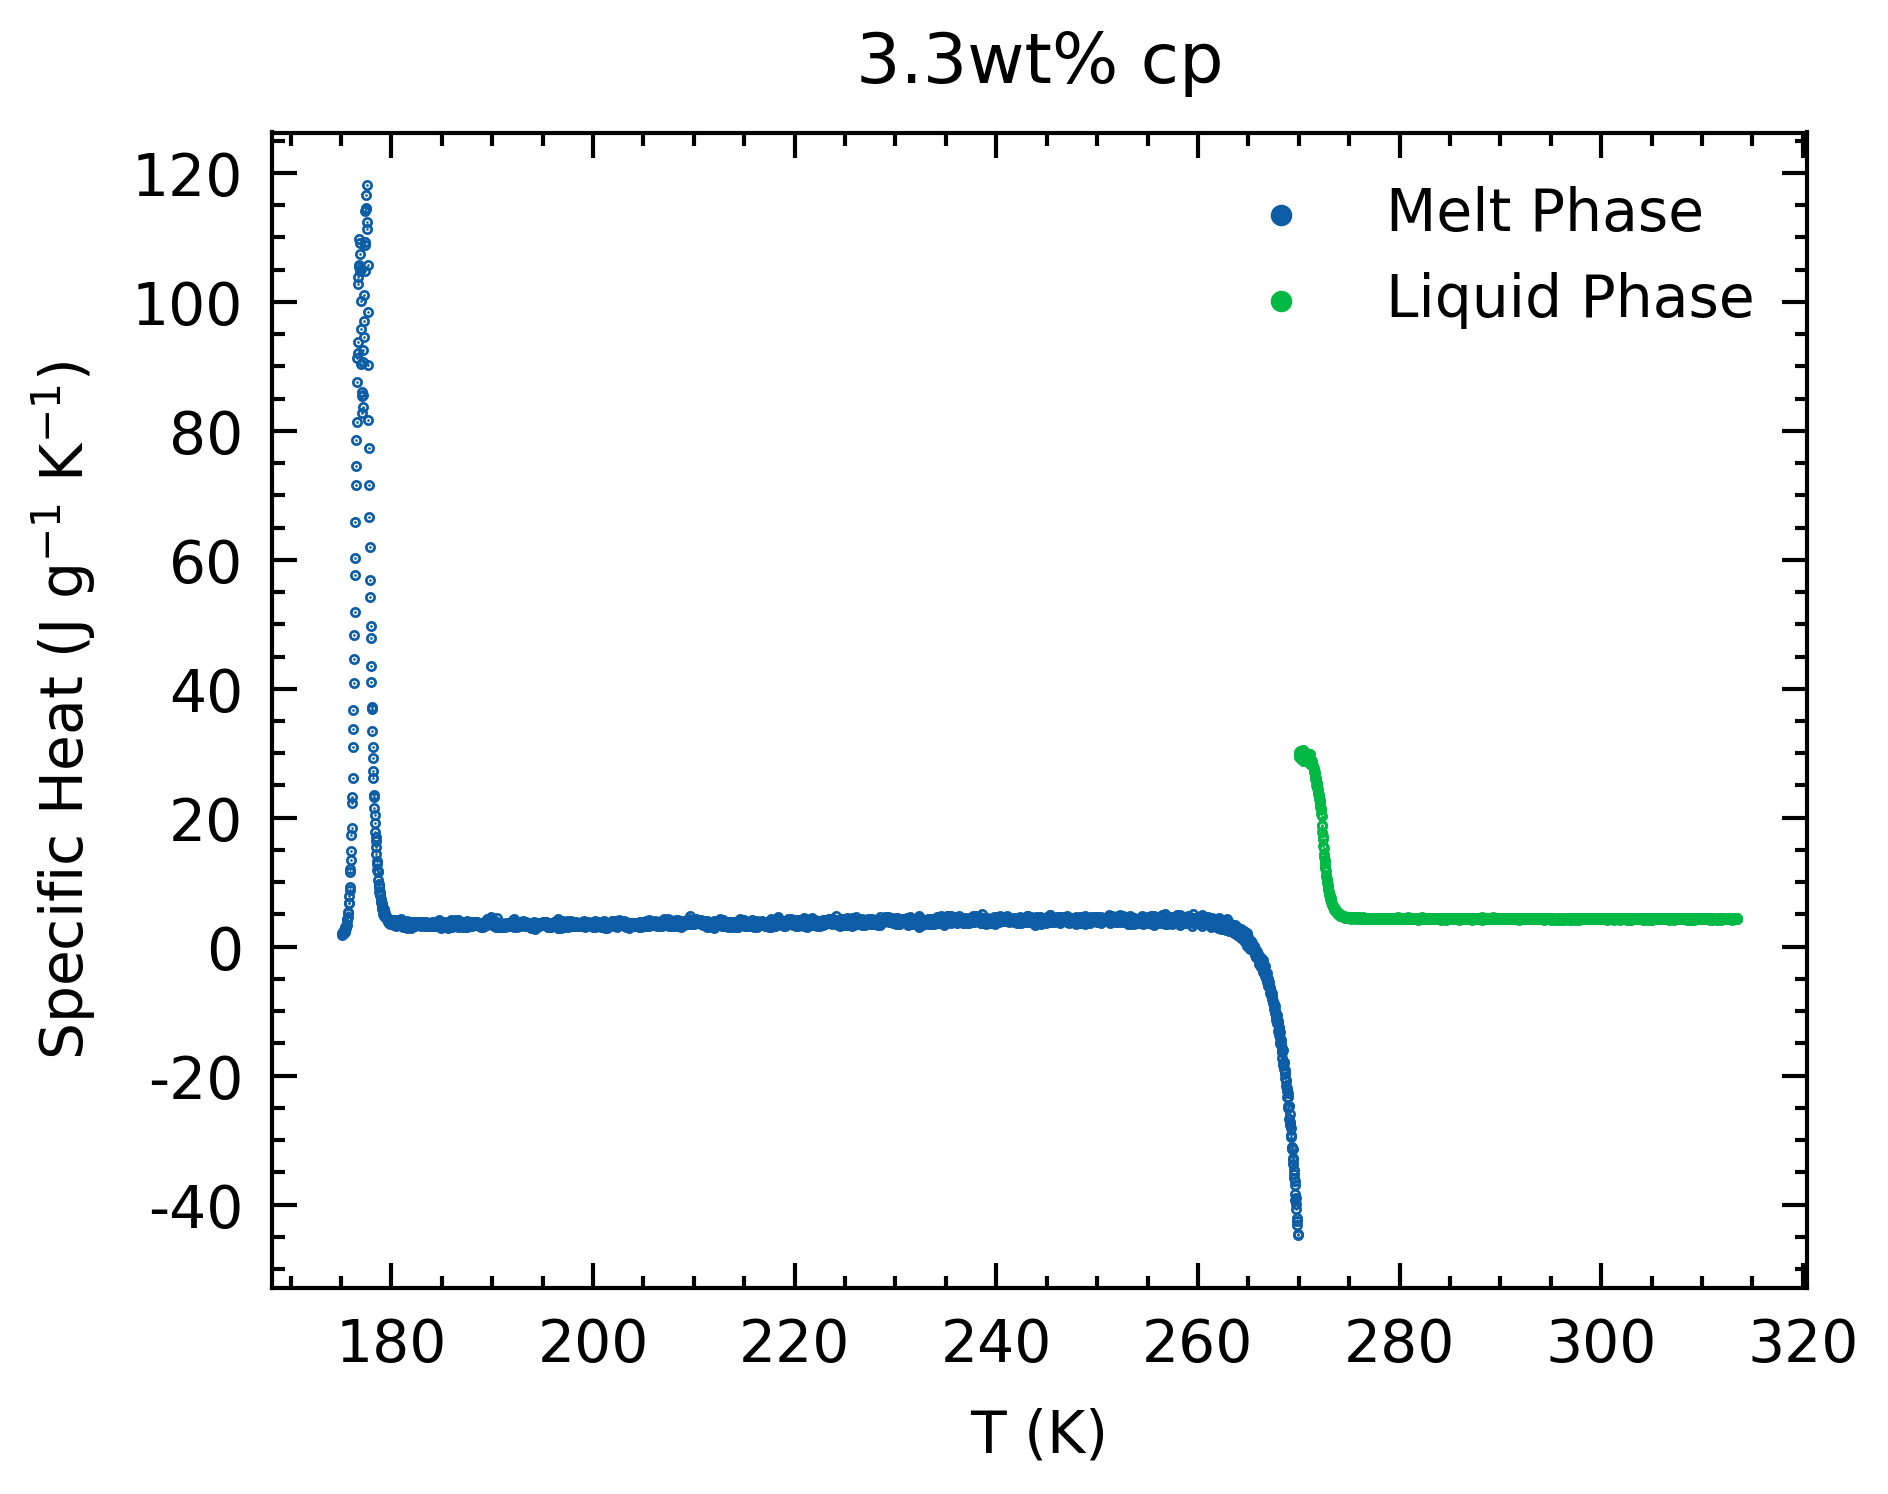 3.3wt% cp
Melt Phase
Liquid Phase
Specific Heat (J g⁻¹ K⁻¹)
120
100
80
60
40
20
0
-20
-40
180 200 220 240 260 280 300 320
T (K)